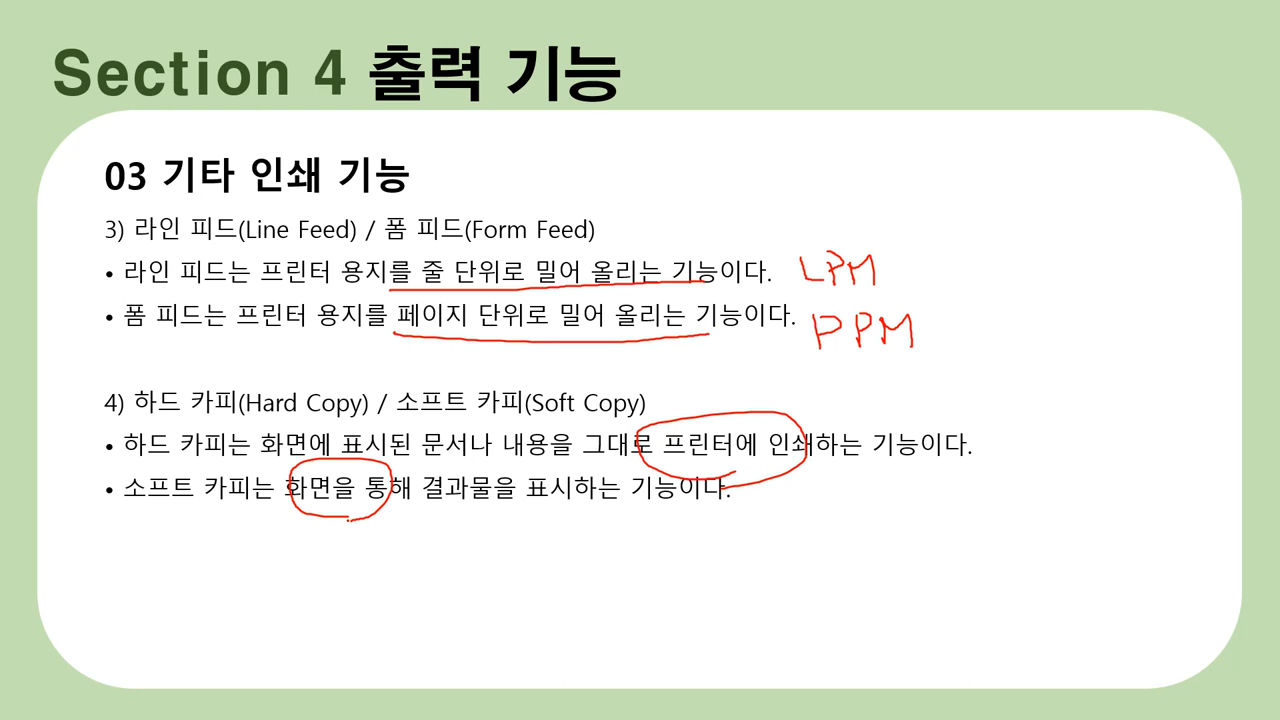 Section 4 출력 기능
03 기타 인쇄 기능
3) 라인 피드(Line Feed) / 폼 피드(Form Feed)
• 라인 피드는 프린터 용지를 줄 단위로 밀어 올리는 기능이다. LPM
• 폼 피드는 프린터 용지를 페이지 단위로 밀어 올리는 기능이다. PPM
4) 하드 카피(Hard Copy) / 소프트 카피(Soft Copy)
• 하드 카피는 화면에 표시된 문서나 내용을 그대로 프린터에 인쇄하는 기능이다.
• 소프트 카피는 화면을 통해 결과물을 표시하는 기능이다.